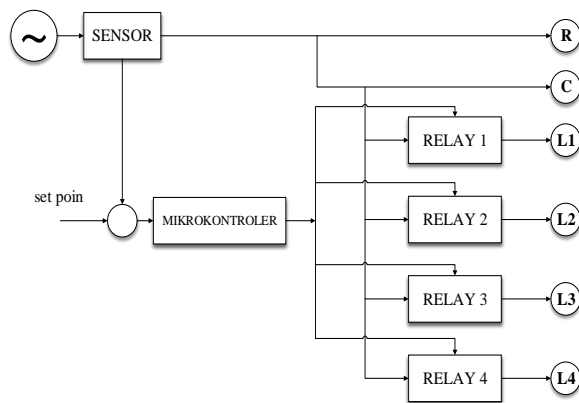 ~
SENSOR
R
C
RELAY 1
L1
set poin
MIKROKONTROLER
RELAY 2
L2
RELAY 3
L3
RELAY 4
L4